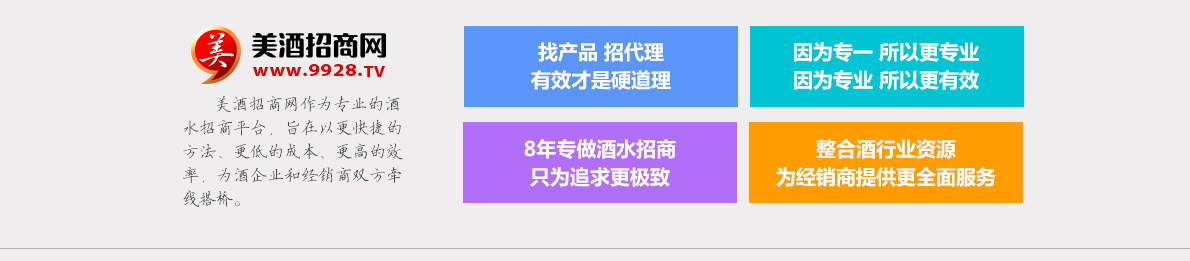 美
美酒招商网
www.9928.TV
美酒招商网作为专业的酒
水招商平台，旨在以更快捷的
方法、更低的成本、更高的效
率，为酒企业和经销商双方牵
线搭桥。
找产品 招代理
有效才是硬道理
因为专一 所以更专业
因为专业 所以更有效
8年专做酒水招商
只为追求更极致
整合酒行业资源
为经销商提供更全面服务